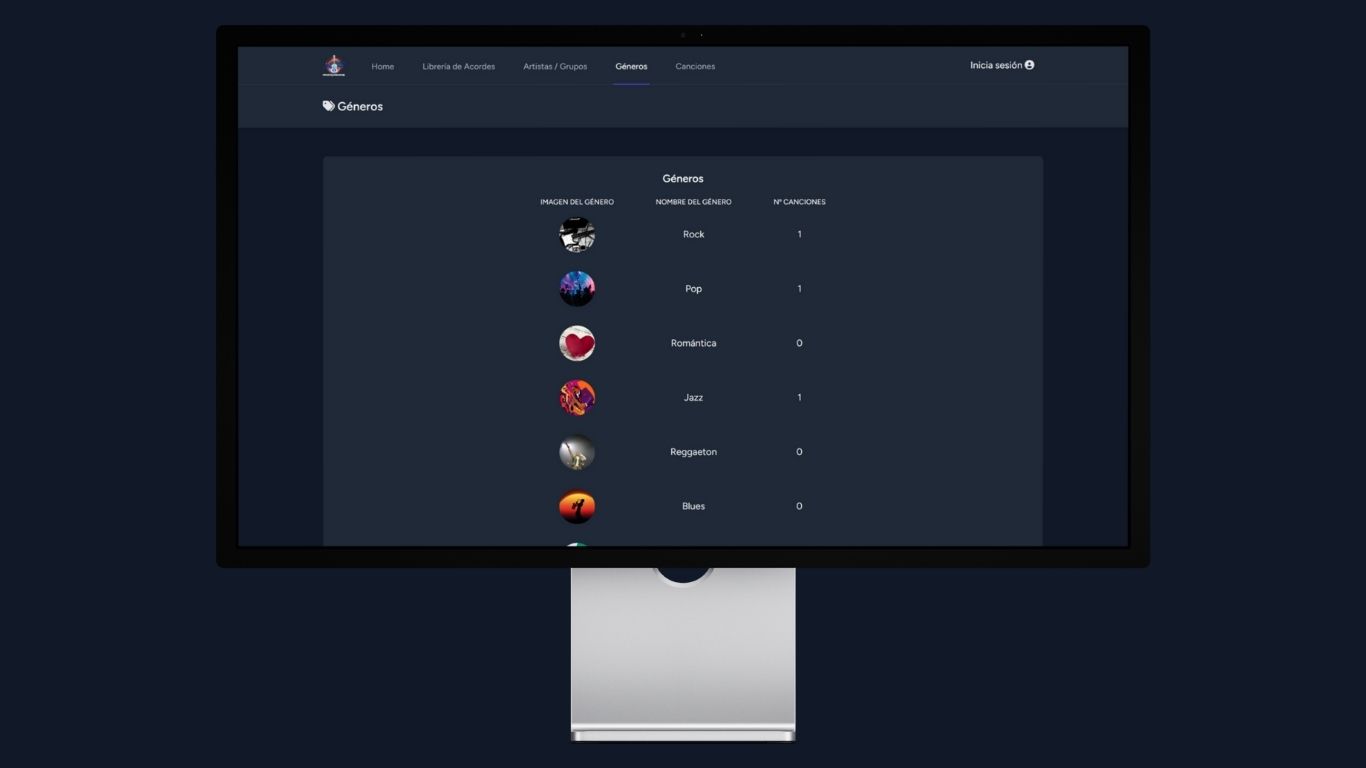 Home Librería de Acordes Artistas / Grupos Géneros Canciones Inicia sesión
Géneros
Géneros
IMAGEN DEL GÉNERO NOMBRE DEL GÉNERO Nº CANCIONES
Rock 1
Pop 1
Romántica 0
Jazz 1
Reggaeton 0
Blues 0